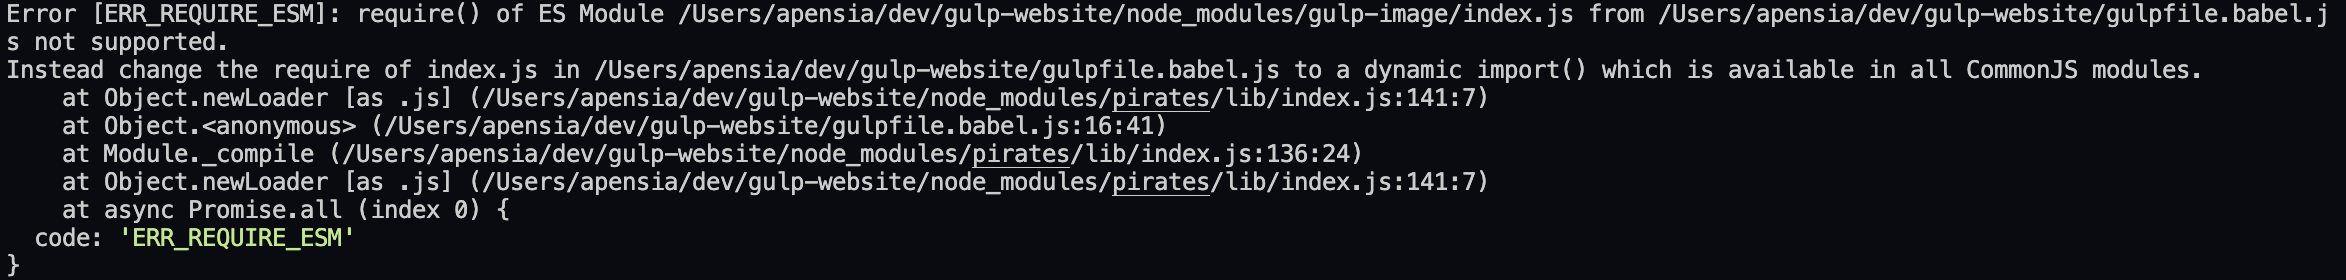 Error [ERR_REQUIRE_ESM]: require() of ES Module /Users/apensia/dev/gulp-website/node_modules/gulp-image/index.js from /Users/apensia/dev/gulp-website/gulpfile.babel.j
s not supported.
Instead change the require of index.js in /Users/apensia/dev/gulp-website/gulpfile.babel.js to a dynamic import() which is available in all CommonJS modules.
    at Object.newLoader [as .js] (/Users/apensia/dev/gulp-website/node_modules/pirates/lib/index.js:141:7)
    at Object.<anonymous> (/Users/apensia/dev/gulp-website/gulpfile.babel.js:16:41)
    at Module._compile (/Users/apensia/dev/gulp-website/node_modules/pirates/lib/index.js:136:24)
    at Object.newLoader [as .js] (/Users/apensia/dev/gulp-website/node_modules/pirates/lib/index.js:141:7)
    at async Promise.all (index 0) {
  code: 'ERR_REQUIRE_ESM'
}